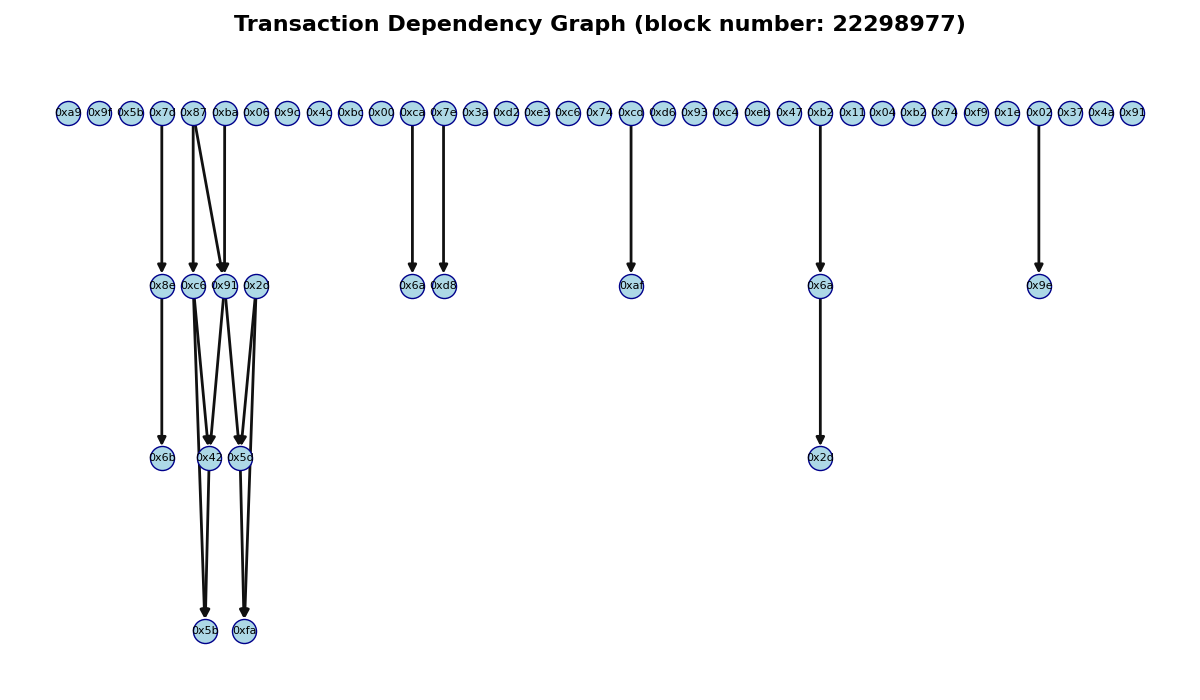 Transaction Dependency Graph (block number: 22298977)
0xa9 0x9f 0x5b 0x7c 0x87 0xba 0x06 0x9c 0x4c 0xbc 0x00 0xca 0x7e 0x3a 0xd2 0xe3 0xc6 0x74 0xcd 0xd6 0x93 0xc4 0xeb 0x47 0xb2 0x11 0x04 0xb2 0x74 0xf9 0x1e 0x02 0x37 0x4a 0x91
0x8e 0xc6 0x91 0x2d 0x6a 0xd8 0xaf 0x6a 0x9e
0x6b 0x42 0x5c 0x2d
0x5b 0xfa